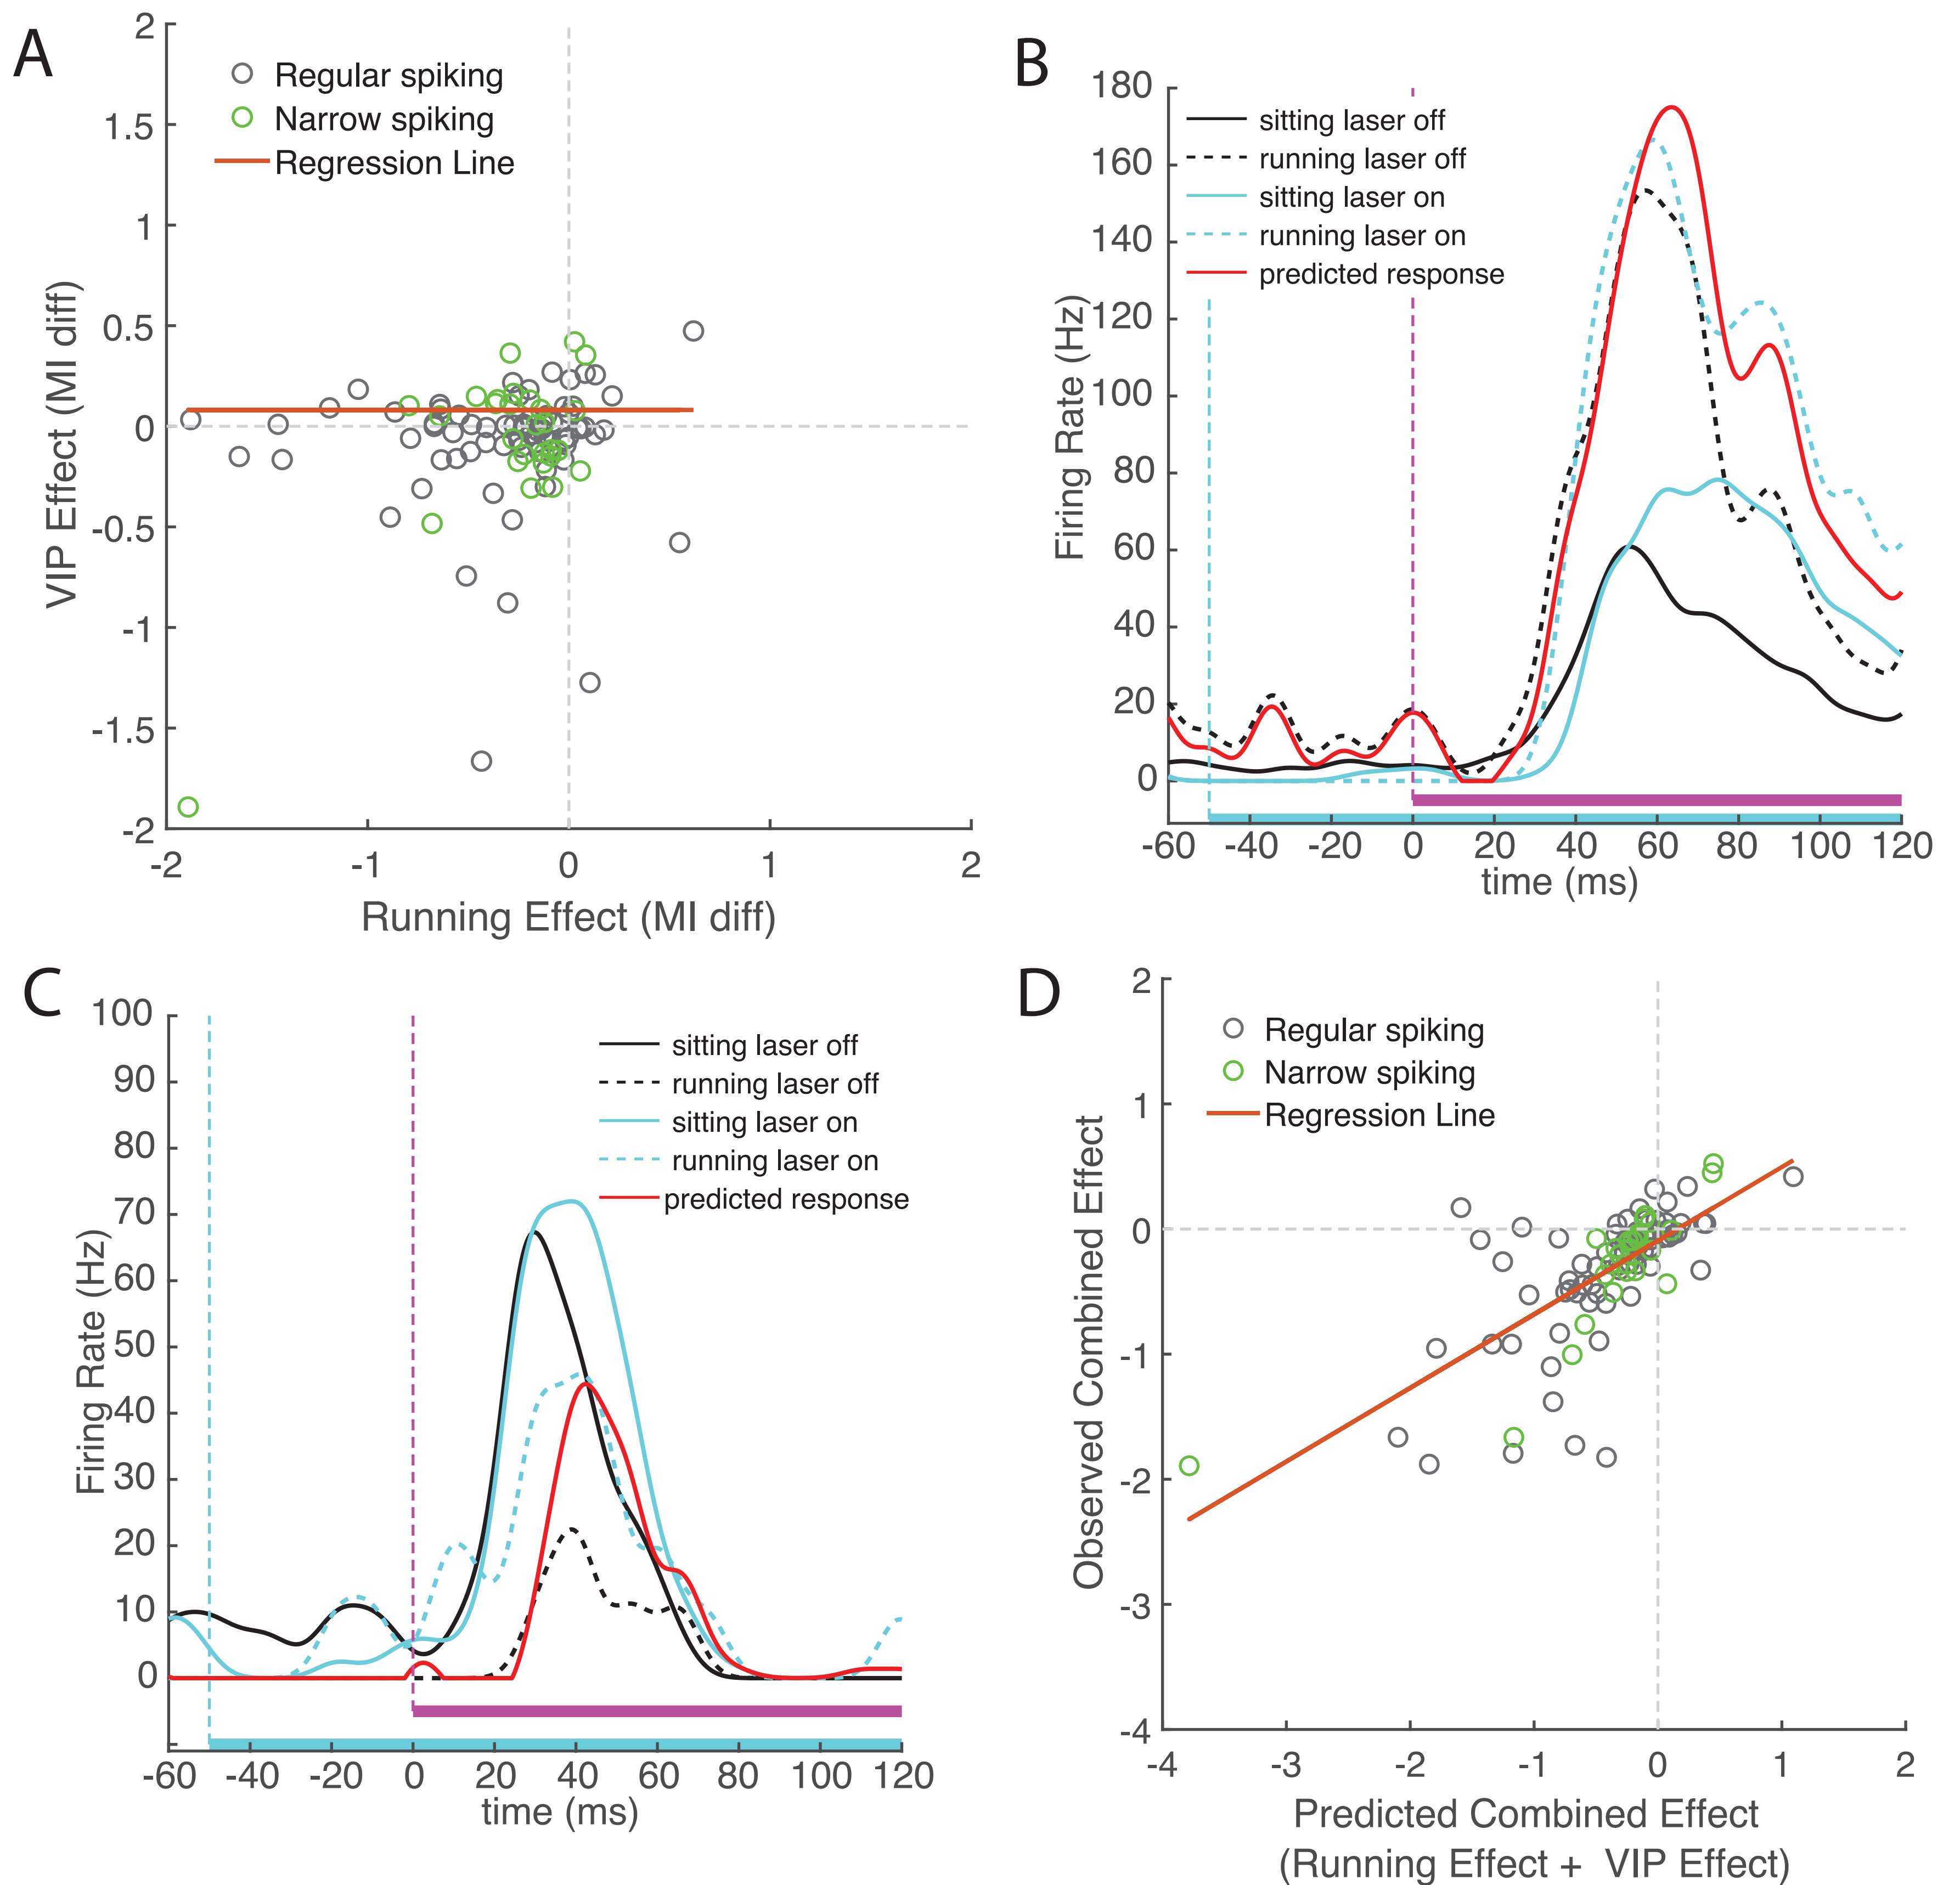 A
2
1.5
1
0.5
0
-0.5
-1
-1.5
-2
-2
-1
0
1
2
VIP Effect (MI diff)
Running Effect (MI diff)
Regular spiking
Narrow spiking
Regression Line
B
180
160
140
120
100
80
60
40
20
0
-60
-40
-20
0
20
40
60
80
100
120
Firing Rate (Hz)
time (ms)
sitting laser off
running laser off
sitting laser on
running laser on
predicted response
C
100
90
80
70
60
50
40
30
20
10
0
-60
-40
-20
0
20
40
60
80
100
120
Firing Rate (Hz)
time (ms)
sitting laser off
running laser off
sitting laser on
running laser on
predicted response
D
2
1
0
-1
-2
-3
-4
-4
-3
-2
-1
0
1
2
Observed Combined Effect
Predicted Combined Effect
(Running Effect + VIP Effect)
Regular spiking
Narrow spiking
Regression Line